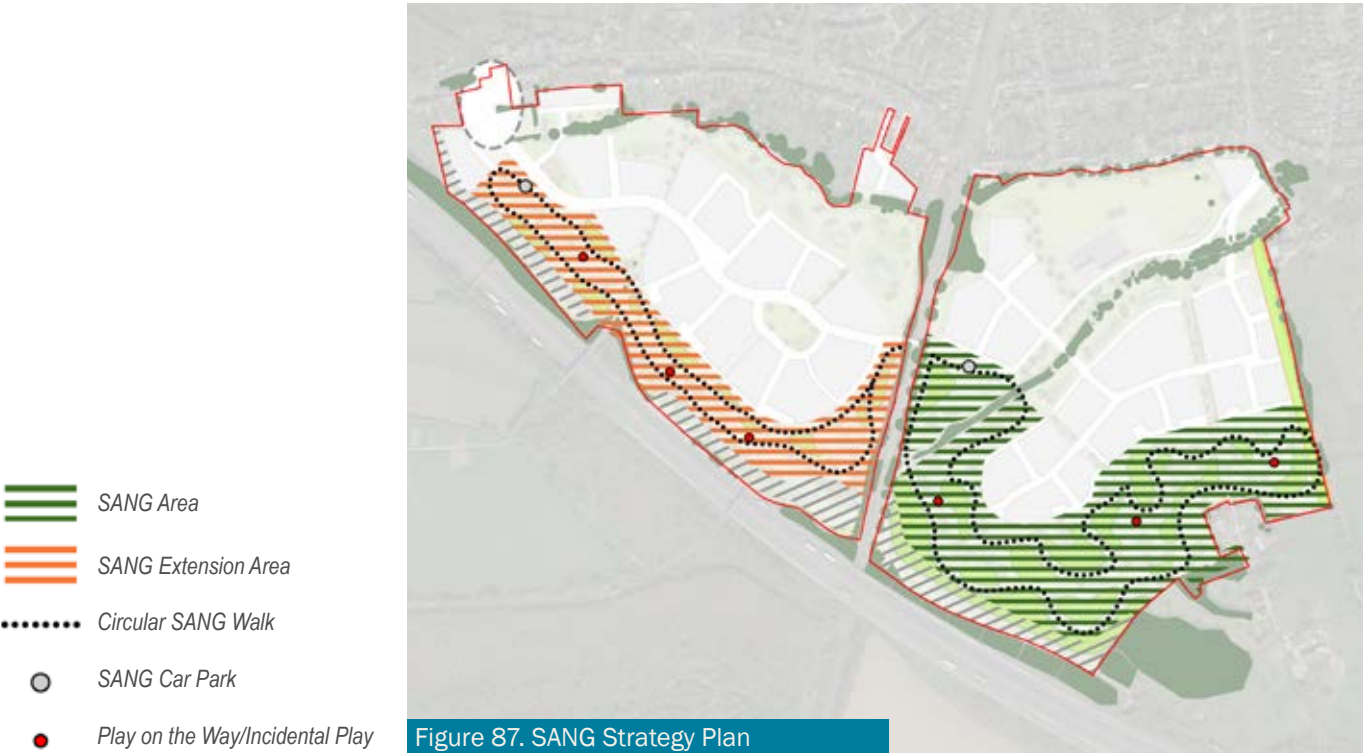 SANG Area
SANG Extension Area
Circular SANG Walk
SANG Car Park
Play on the Way/Incidental Play
Figure 87. SANG Strategy Plan